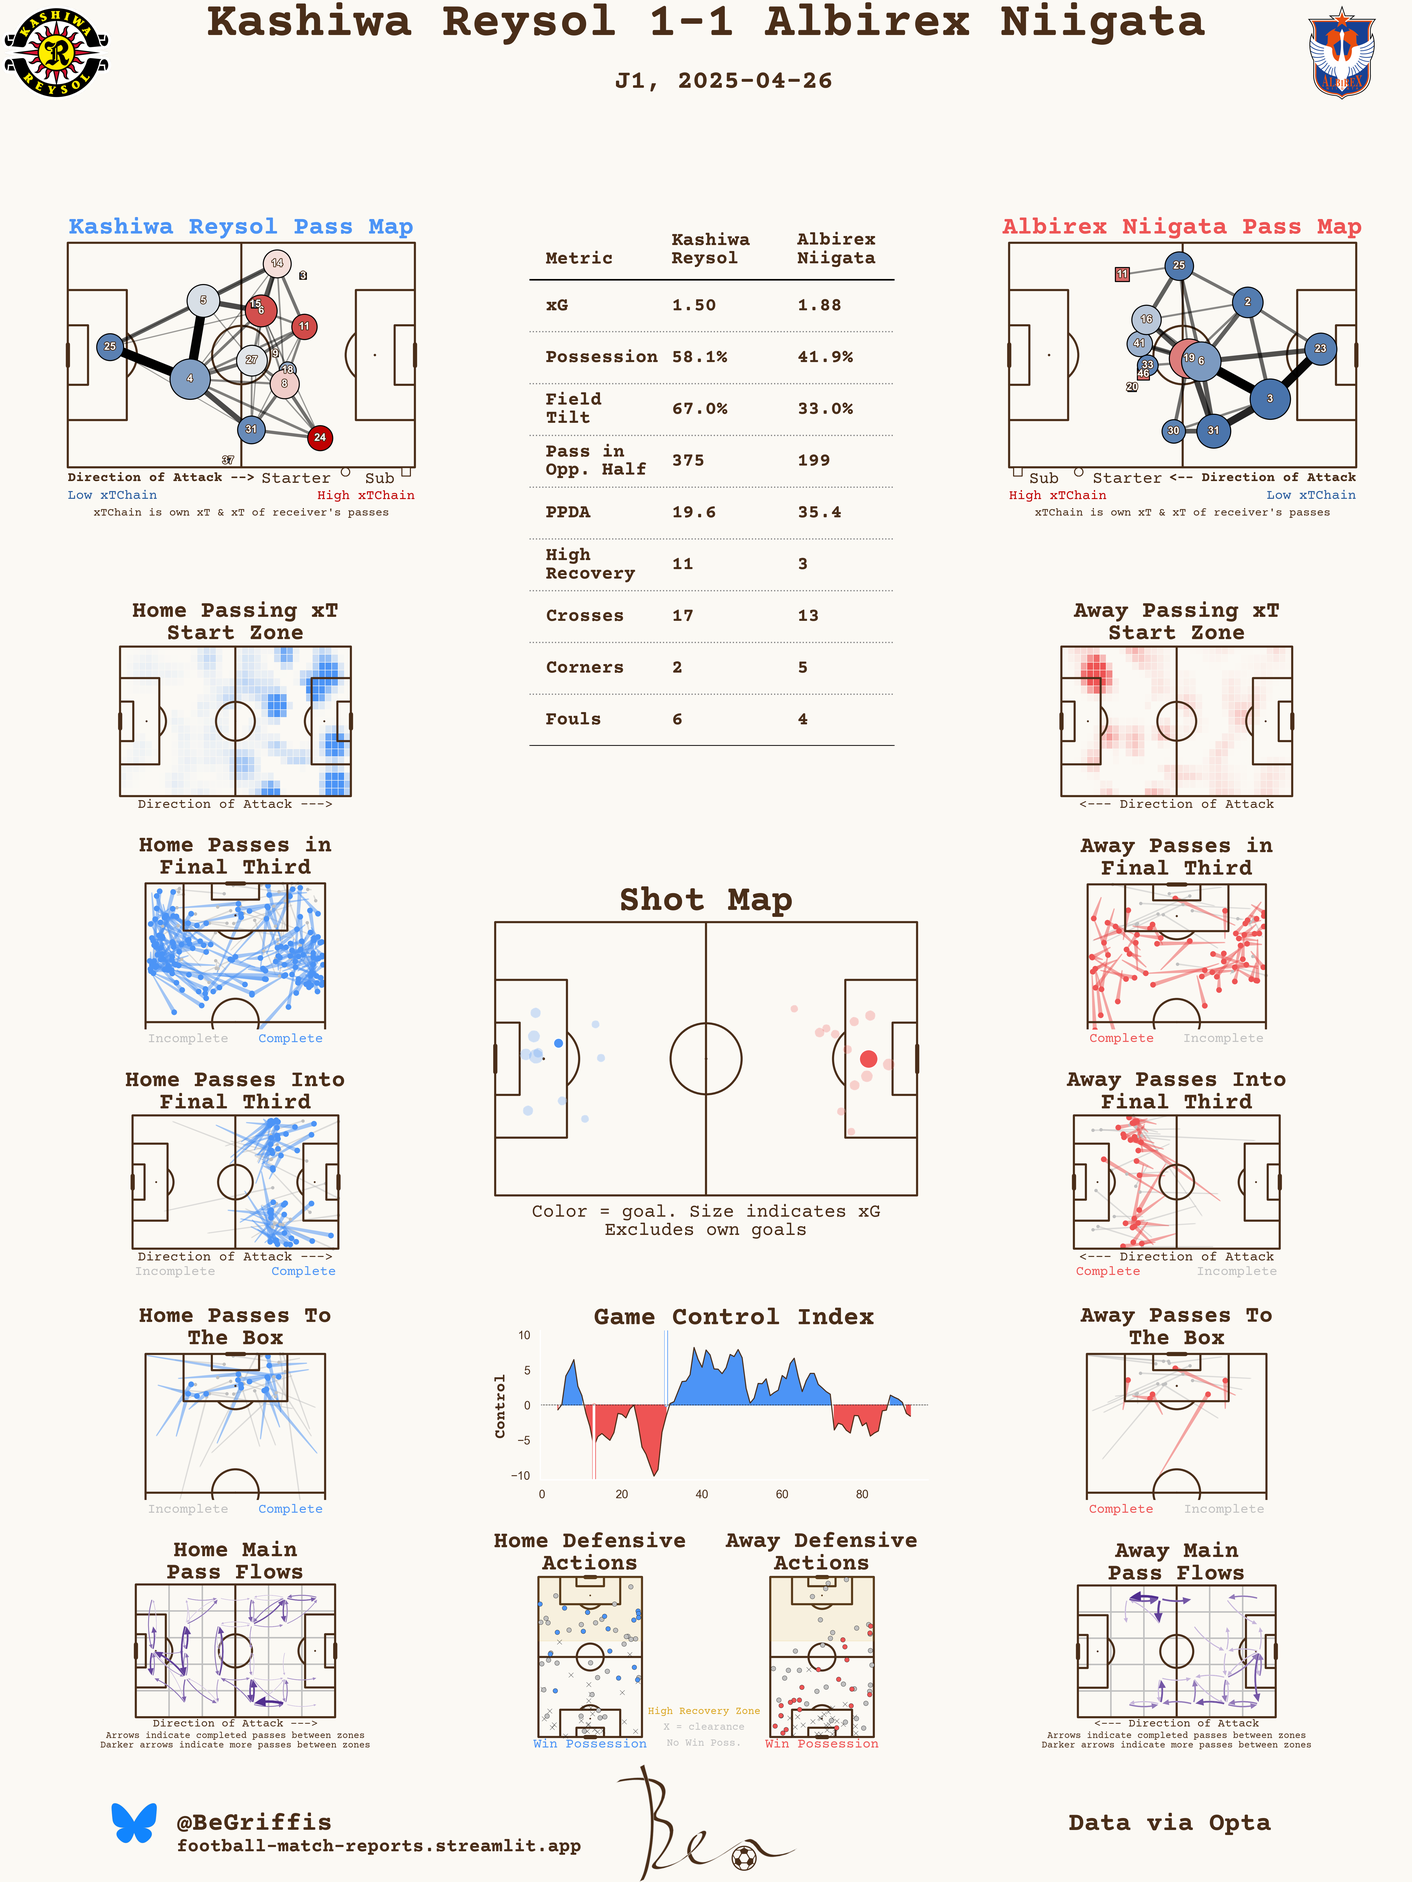 Kashiwa Reysol 1-1 Albirex Niigata
J1, 2025-04-26
KASHIWA
R
REYSOL
ALBIREX
Kashiwa Reysol Pass Map
14
3
5
15
6
11
25
27
9
18
4
8
31
24
37
Direction of Attack --> Starter Sub
Low xTChain High xTChain
xTChain is own xT & xT of receiver's passes
Metric Kashiwa Reysol Albirex Niigata
xG 1.50 1.88
Possession 58.1% 41.9%
Field Tilt 67.0% 33.0%
Pass in Opp. Half 375 199
PPDA 19.6 35.4
High Recovery 11 3
Crosses 17 13
Corners 2 5
Fouls 6 4
Albirex Niigata Pass Map
11
25
2
16
41
19
6
23
33
46
20
3
30
31
Sub Starter <-- Direction of Attack
High xTChain Low xTChain
xTChain is own xT & xT of receiver's passes
Home Passing xT
Start Zone
Direction of Attack --->
Away Passing xT
Start Zone
<--- Direction of Attack
Home Passes in
Final Third
Incomplete Complete
Away Passes in
Final Third
Complete Incomplete
Shot Map
Color = goal. Size indicates xG
Excludes own goals
Home Passes Into
Final Third
Direction of Attack --->
Incomplete Complete
Away Passes Into
Final Third
<--- Direction of Attack
Complete Incomplete
Home Passes To
The Box
Incomplete Complete
Game Control Index
Control
10
5
0
−5
−10
0 20 40 60 80
Away Passes To
The Box
Complete Incomplete
Home Main
Pass Flows
Direction of Attack --->
Arrows indicate completed passes between zones
Darker arrows indicate more passes between zones
Home Defensive
Actions
Win Possession
High Recovery Zone
X = clearance
No Win Poss.
Away Defensive
Actions
Win Possession
Away Main
Pass Flows
<--- Direction of Attack
Arrows indicate completed passes between zones
Darker arrows indicate more passes between zones
@BeGriffis
football-match-reports.streamlit.app
Ben
Data via Opta